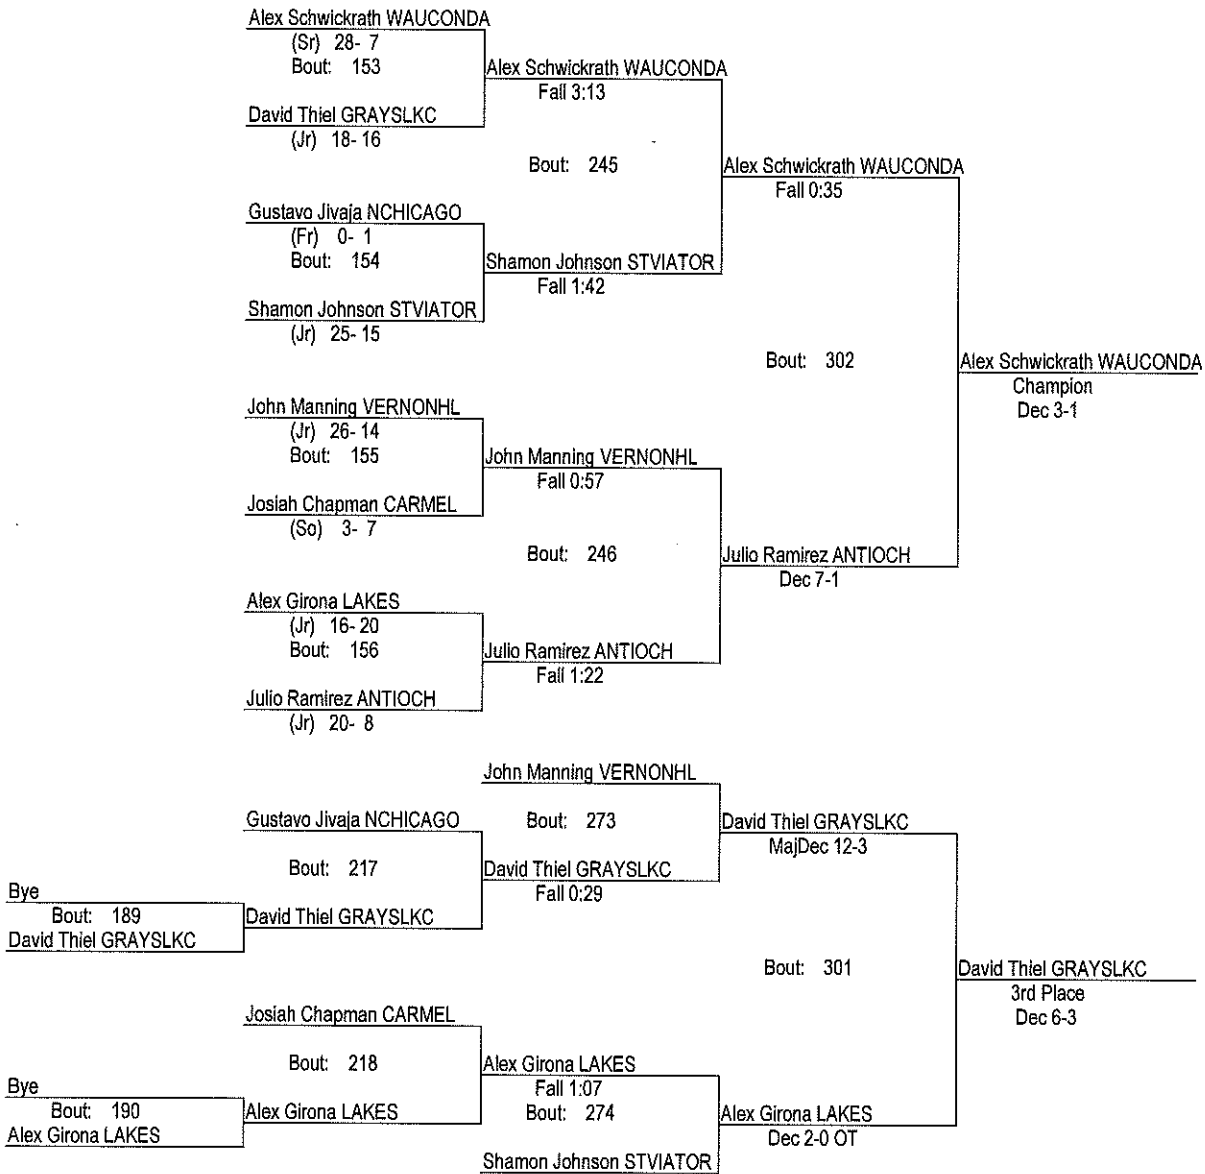 Alex Schwickrath WAUCONDA
(Sr) 28- 7
Bout: 153
Alex Schwickrath WAUCONDA
Fall 3:13
David Thiel GRAYSLKC
(Jr) 18- 16
Bout: 245
Alex Schwickrath WAUCONDA
Fall 0:35
Gustavo Jivaja NCHICAGO
(Fr) 0- 1
Bout: 154
Shamon Johnson STVIATOR
Fall 1:42
Shamon Johnson STVIATOR
(Jr) 25- 15
Bout: 302
Alex Schwickrath WAUCONDA
Champion
Dec 3-1
John Manning VERNONHL
(Jr) 26- 14
Bout: 155
John Manning VERNONHL
Fall 0:57
Josiah Chapman CARMEL
(So) 3- 7
Bout: 246
Julio Ramirez ANTIOCH
Dec 7-1
Alex Girona LAKES
(Jr) 16- 20
Bout: 156
Julio Ramirez ANTIOCH
Fall 1:22
Julio Ramirez ANTIOCH
(Jr) 20- 8
John Manning VERNONHL
Gustavo Jivaja NCHICAGO
Bout: 273
David Thiel GRAYSLKC
MajDec 12-3
Bout: 217
David Thiel GRAYSLKC
Fall 0:29
Bye
Bout: 189
David Thiel GRAYSLKC
David Thiel GRAYSLKC
Bout: 301
David Thiel GRAYSLKC
3rd Place
Dec 6-3
Josiah Chapman CARMEL
Bout: 218
Alex Girona LAKES
Fall 1:07
Bye
Bout: 190
Alex Girona LAKES
Alex Girona LAKES
Bout: 274
Alex Girona LAKES
Dec 2-0 OT
Shamon Johnson STVIATOR